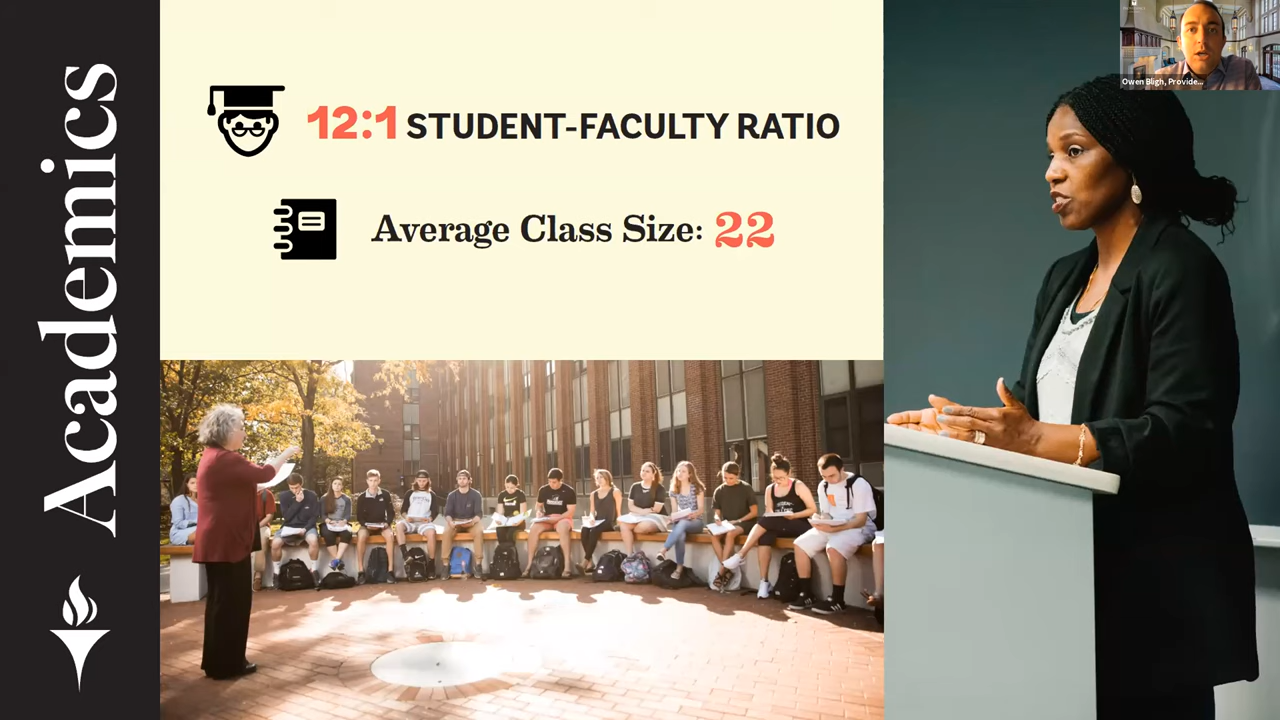 Academics
12:1 STUDENT-FACULTY RATIO
Average Class Size: 22
Owen Bligh, Provide...